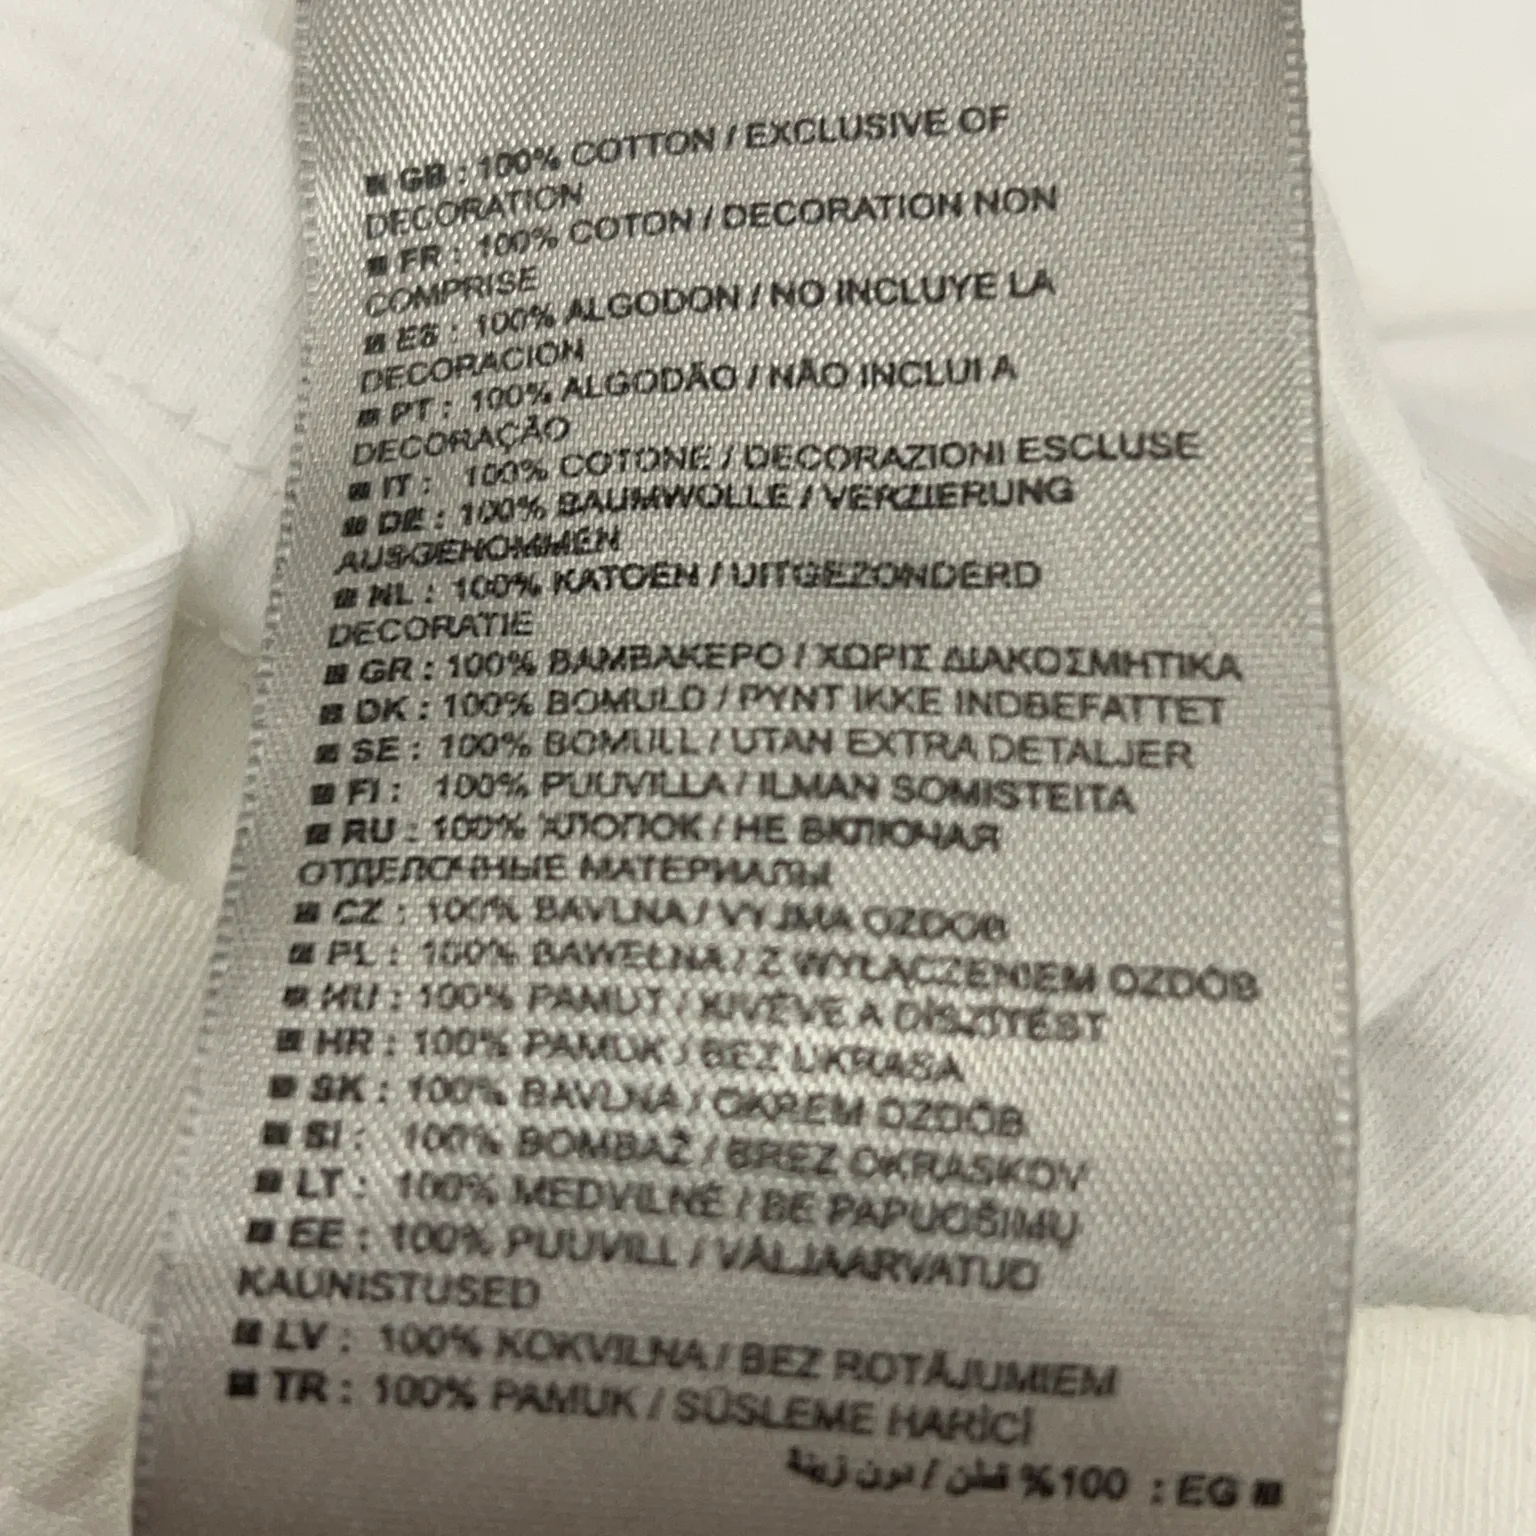 ■ GB : 100% COTTON / EXCLUSIVE OF
DECORATION
■ FR : 100% COTON / DECORATION NON
COMPRISE
■ ES : 100% ALGODON / NO INCLUYE LA
DECORACION
■ PT : 100% ALGODÃO / NÃO INCLUI A
DECORAÇÃO
■ IT : 100% COTONE / DECORAZIONI ESCLUSE
■ DE : 100% BAUMWOLLE / VERZIERUNG
AUSGENOMMEN
■ NL : 100% KATOEN / UITGEZONDERD
DECORATIE
■ GR : 100% ΒΑΜΒΑΚΕΡΟ / ΧΩΡΙΣ ΔΙΑΚΟΣΜΗΤΙΚΑ
■ DK : 100% BOMULD / PYNT IKKE INDBEFATTET
■ SE : 100% BOMULL / UTAN EXTRA DETALJER
■ FI : 100% PUUVILLA / ILMAN SOMISTEITA
■ RU : 100% ХЛОПОК / НЕ ВКЛЮЧАЯ
ОТДЕЛОЧНЫЕ МАТЕРИАЛЫ
■ CZ : 100% BAVLNA / VYJMA OZDOB
■ PL : 100% BAWEŁNA / Z WYŁĄCZENIEM OZDÓB
■ HU : 100% PAMUT / KIVÉVE A DÍSZÍTÉST
■ HR : 100% PAMUK / BEZ UKRASA
■ SK : 100% BAVLNA / OKREM OZDÔB
■ SI : 100% BOMBAŽ / BREZ OKRASKOV
■ LT : 100% MEDVILNĖ / BE PAPUOŠIMŲ
■ EE : 100% PUUVILL / VÄLJAARVATUD
KAUNISTUSED
■ LV : 100% KOKVILNA / BEZ ROTĀJUMIEM
■ TR : 100% PAMUK / SÜSLEME HARİCİ
■ EG : 100% قطن / بدون زينة